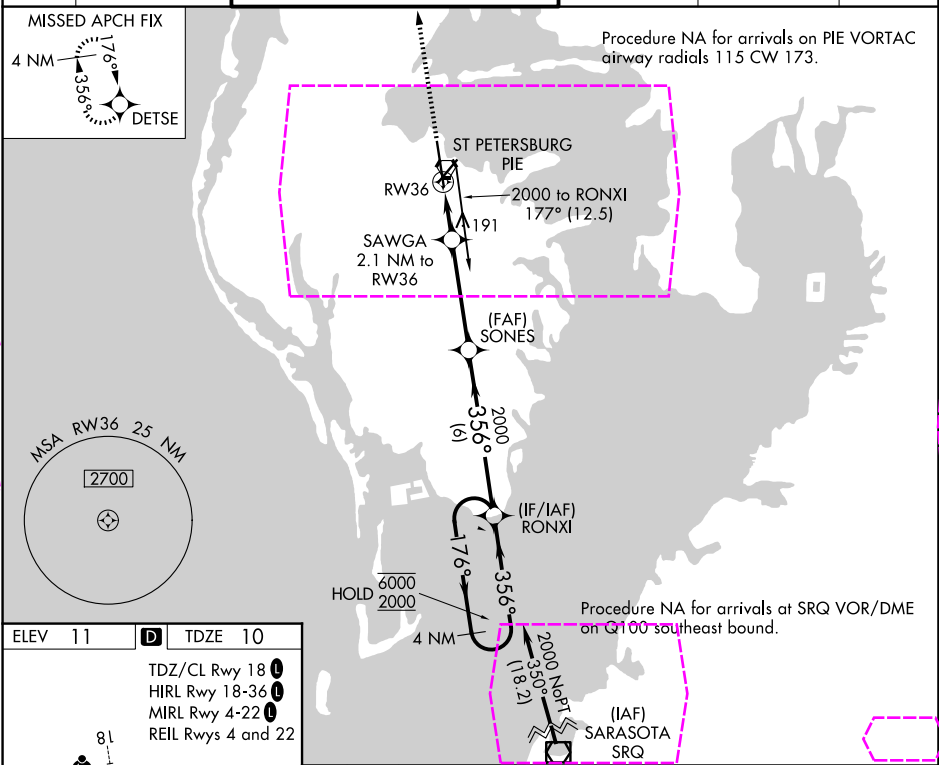 MISSED APCH FIX
4 NM
176°
356°
DETSE
Procedure NA for arrivals on PIE VORTAC
airway radials 115 CW 173.
ST PETERSBURG
PIE
RW36
2000 to RONXI
177° (12.5)
191
SAWGA
2.1 NM to
RW36
(FAF)
SONES
2000
356°
(6)
MSA RW36 25 NM
2700
(IF/IAF)
RONXI
176°
356°
HOLD
6000
2000
4 NM
Procedure NA for arrivals at SRQ VOR/DME
on Q100 southeast bound.
2000 NoPT
350°
(18.2)
(IAF)
SARASOTA
SRQ
ELEV 11
D
TDZE 10
TDZ/CL Rwy 18 L
HIRL Rwy 18-36 L
MIRL Rwy 4-22 L
REIL Rwys 4 and 22
18